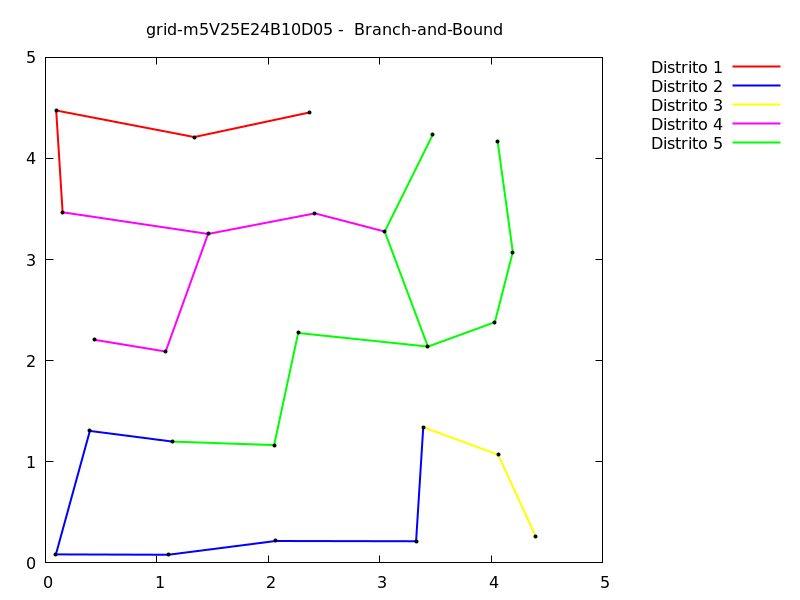 grid-m5V25E24B10D05 - Branch-and-Bound
Distrito 1
Distrito 2
Distrito 3
Distrito 4
Distrito 5
5
4
3
2
1
0
0 1 2 3 4 5